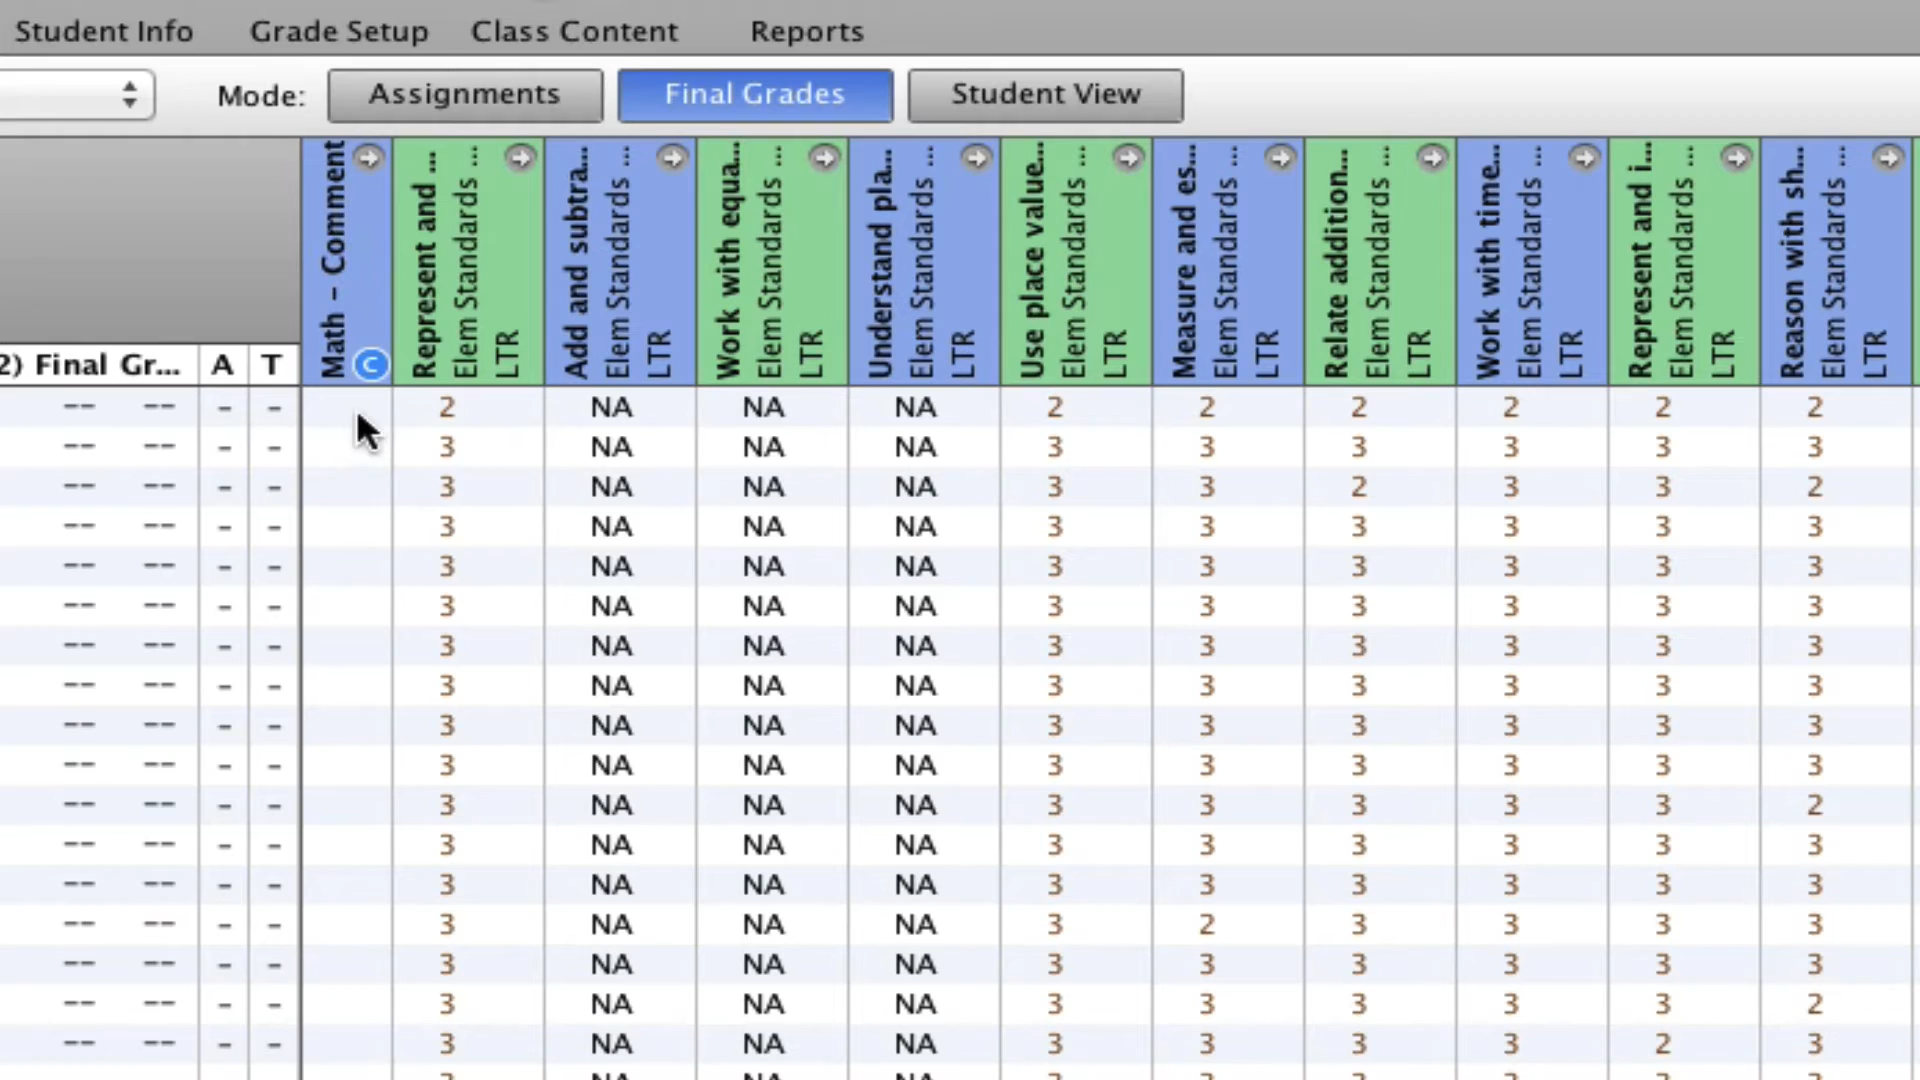 Student Info Grade Setup Class Content Reports
Mode: Assignments Final Grades Student View
Math - Comment
C
Represent and ...
Elem Standards ...
LTR
Add and subtra...
Elem Standards ...
LTR
Work with equa...
Elem Standards ...
LTR
Understand pla...
Elem Standards ...
LTR
Use place value...
Elem Standards ...
LTR
Measure and es...
Elem Standards ...
LTR
Relate addition...
Elem Standards ...
LTR
Work with time...
Elem Standards ...
LTR
Represent and i...
Elem Standards ...
LTR
Reason with sh...
Elem Standards ...
LTR
2) Final Gr... A T
-- -- - - 2 NA NA NA 2 2 2 2 2 2
-- -- - - 3 NA NA NA 3 3 3 3 3 3
-- -- - - 3 NA NA NA 3 3 2 3 3 2
-- -- - - 3 NA NA NA 3 3 3 3 3 3
-- -- - - 3 NA NA NA 3 3 3 3 3 3
-- -- - - 3 NA NA NA 3 3 3 3 3 3
-- -- - - 3 NA NA NA 3 3 3 3 3 3
-- -- - - 3 NA NA NA 3 3 3 3 3 3
-- -- - - 3 NA NA NA 3 3 3 3 3 3
-- -- - - 3 NA NA NA 3 3 3 3 3 3
-- -- - - 3 NA NA NA 3 3 3 3 3 2
-- -- - - 3 NA NA NA 3 3 3 3 3 3
-- -- - - 3 NA NA NA 3 3 3 3 3 3
-- -- - - 3 NA NA NA 3 2 3 3 3 3
-- -- - - 3 NA NA NA 3 3 3 3 3 3
-- -- - - 3 NA NA NA 3 3 3 3 3 2
-- -- - - 3 NA NA NA 3 3 3 3 2 3